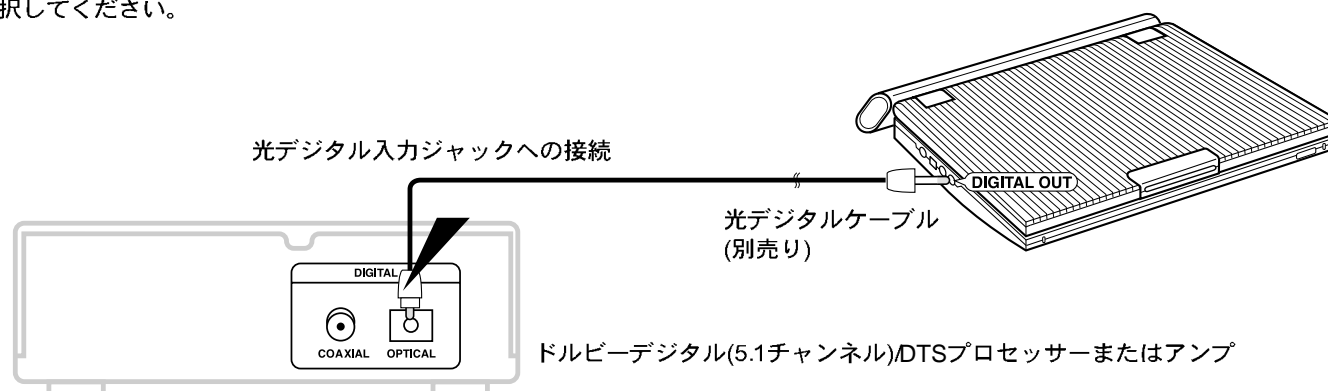 択してください。
光デジタル入力ジャックへの接続
DIGITAL OUT
光デジタルケーブル
(別売り)
DIGITAL
COAXIAL OPTICAL
ドルビーデジタル(5.1チャンネル)/DTSプロセッサーまたはアンプ